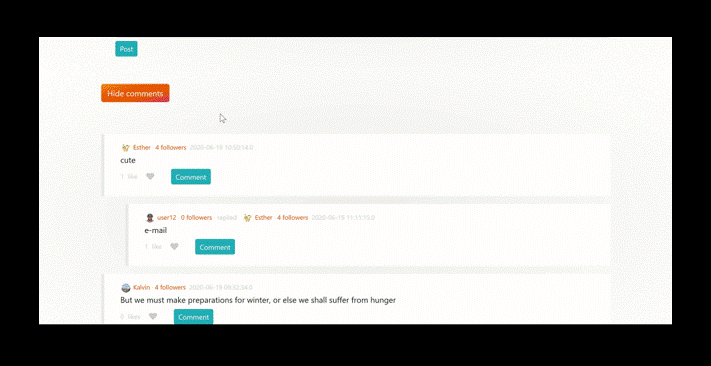 Post
Hide comments
Esther · 4 followers 2020-06-19 10:50:14.0
cute
1 like Comment
user12 · 0 followers replied Esther · 4 followers 2020-06-19 11:11:15.0
e-mail
1 like Comment
Kalvin · 4 followers 2020-06-19 09:32:34.0
But we must make preparations for winter, or else we shall suffer from hunger
0 likes Comment